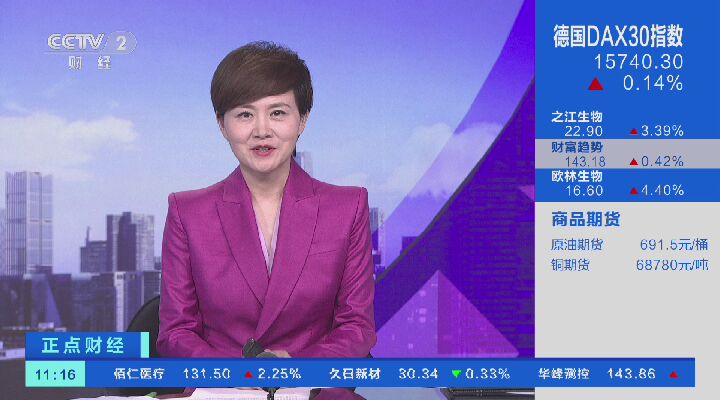 CCTV 2
财经
德国DAX30指数
15740.30
▲ 0.14%
之江生物
22.90 ▲3.39%
财富趋势
143.18 ▲0.42%
欧林生物
16.60 ▲4.40%
商品期货
原油期货 691.5元/桶
铜期货 68780元/吨
正点财经
11:16 佰仁医疗 131.50 ▲2.25% 久日新材 30.34 ▼0.33% 华峰测控 143.86 ▲